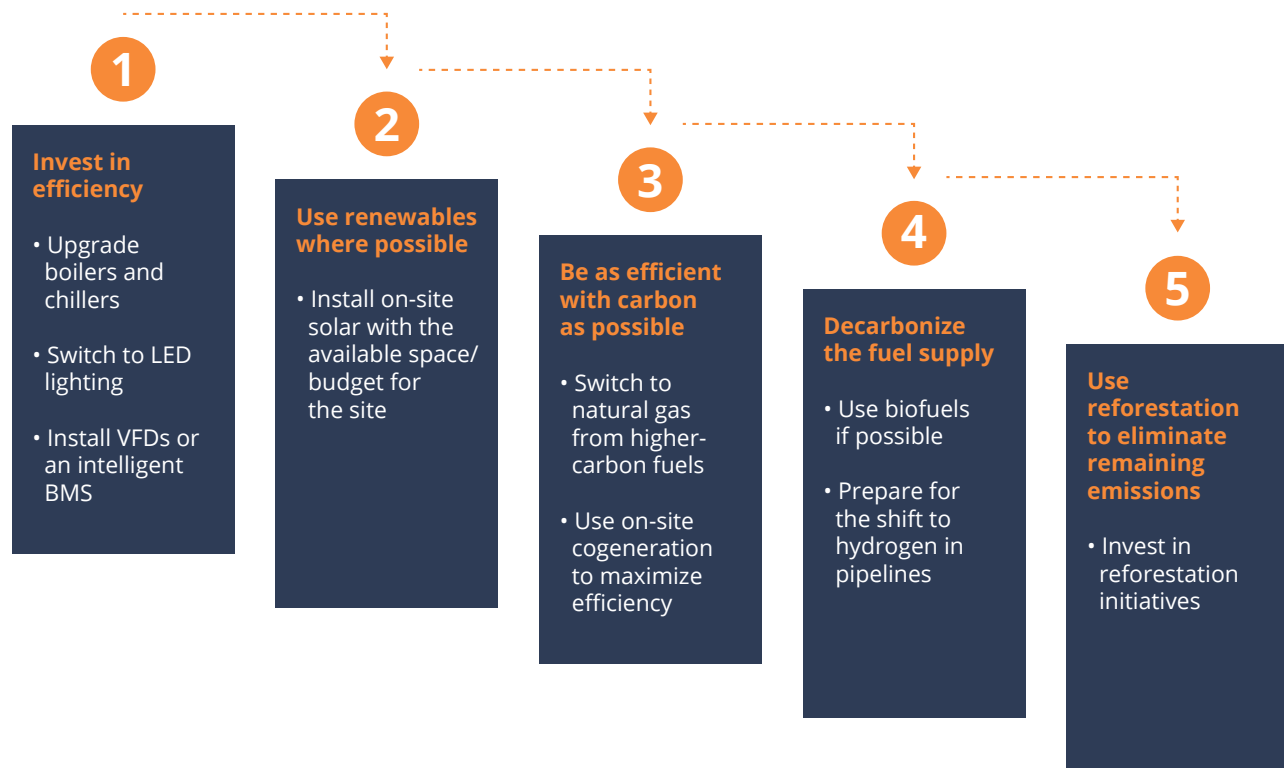 1
Invest in
efficiency
• Upgrade
boilers and
chillers
• Switch to LED
lighting
• Install VFDs or
an intelligent
BMS
2
Use renewables
where possible
• Install on-site
solar with the
available space/
budget for
the site
3
Be as efficient
with carbon
as possible
• Switch to
natural gas
from higher-
carbon fuels
• Use on-site
cogeneration
to maximize
efficiency
4
Decarbonize
the fuel supply
• Use biofuels
if possible
• Prepare for
the shift to
hydrogen in
pipelines
5
Use
reforestation
to eliminate
remaining
emissions
• Invest in
reforestation
initiatives